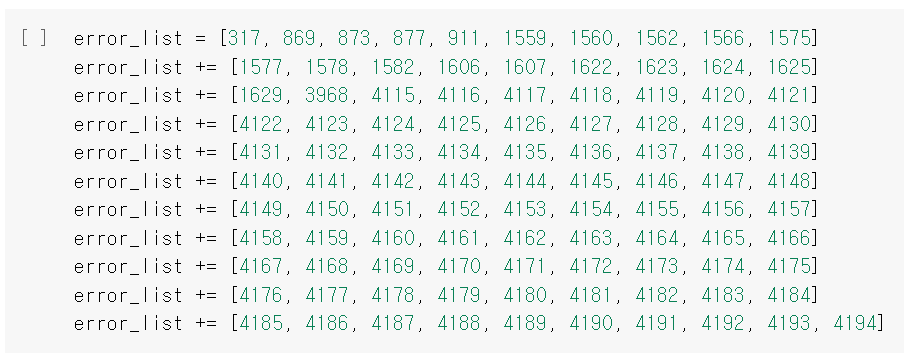 [ ] error_list = [317, 869, 873, 877, 911, 1559, 1560, 1562, 1566, 1575]
error_list += [1577, 1578, 1582, 1606, 1607, 1622, 1623, 1624, 1625]
error_list += [1629, 3968, 4115, 4116, 4117, 4118, 4119, 4120, 4121]
error_list += [4122, 4123, 4124, 4125, 4126, 4127, 4128, 4129, 4130]
error_list += [4131, 4132, 4133, 4134, 4135, 4136, 4137, 4138, 4139]
error_list += [4140, 4141, 4142, 4143, 4144, 4145, 4146, 4147, 4148]
error_list += [4149, 4150, 4151, 4152, 4153, 4154, 4155, 4156, 4157]
error_list += [4158, 4159, 4160, 4161, 4162, 4163, 4164, 4165, 4166]
error_list += [4167, 4168, 4169, 4170, 4171, 4172, 4173, 4174, 4175]
error_list += [4176, 4177, 4178, 4179, 4180, 4181, 4182, 4183, 4184]
error_list += [4185, 4186, 4187, 4188, 4189, 4190, 4191, 4192, 4193, 4194]